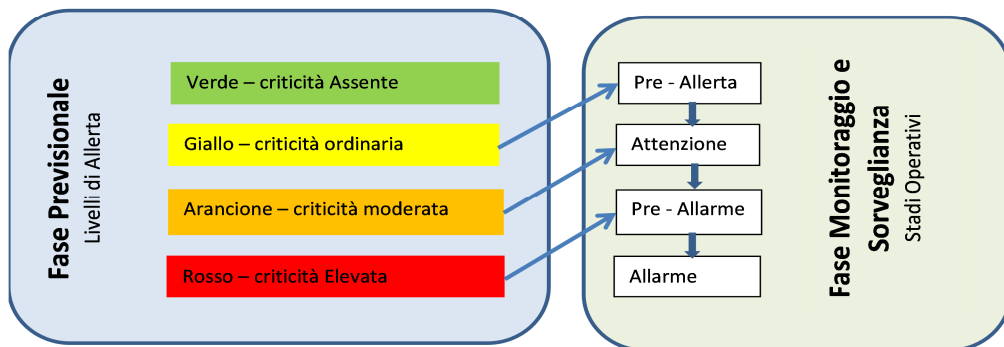 Fase Previsionale
Livelli di Allerta
Verde – criticità Assente
Giallo – criticità ordinaria
Arancione – criticità moderata
Rosso – criticità Elevata
Pre - Allerta
Attenzione
Pre - Allarme
Allarme
Fase Monitoraggio e
Sorveglianza
Stadi Operativi